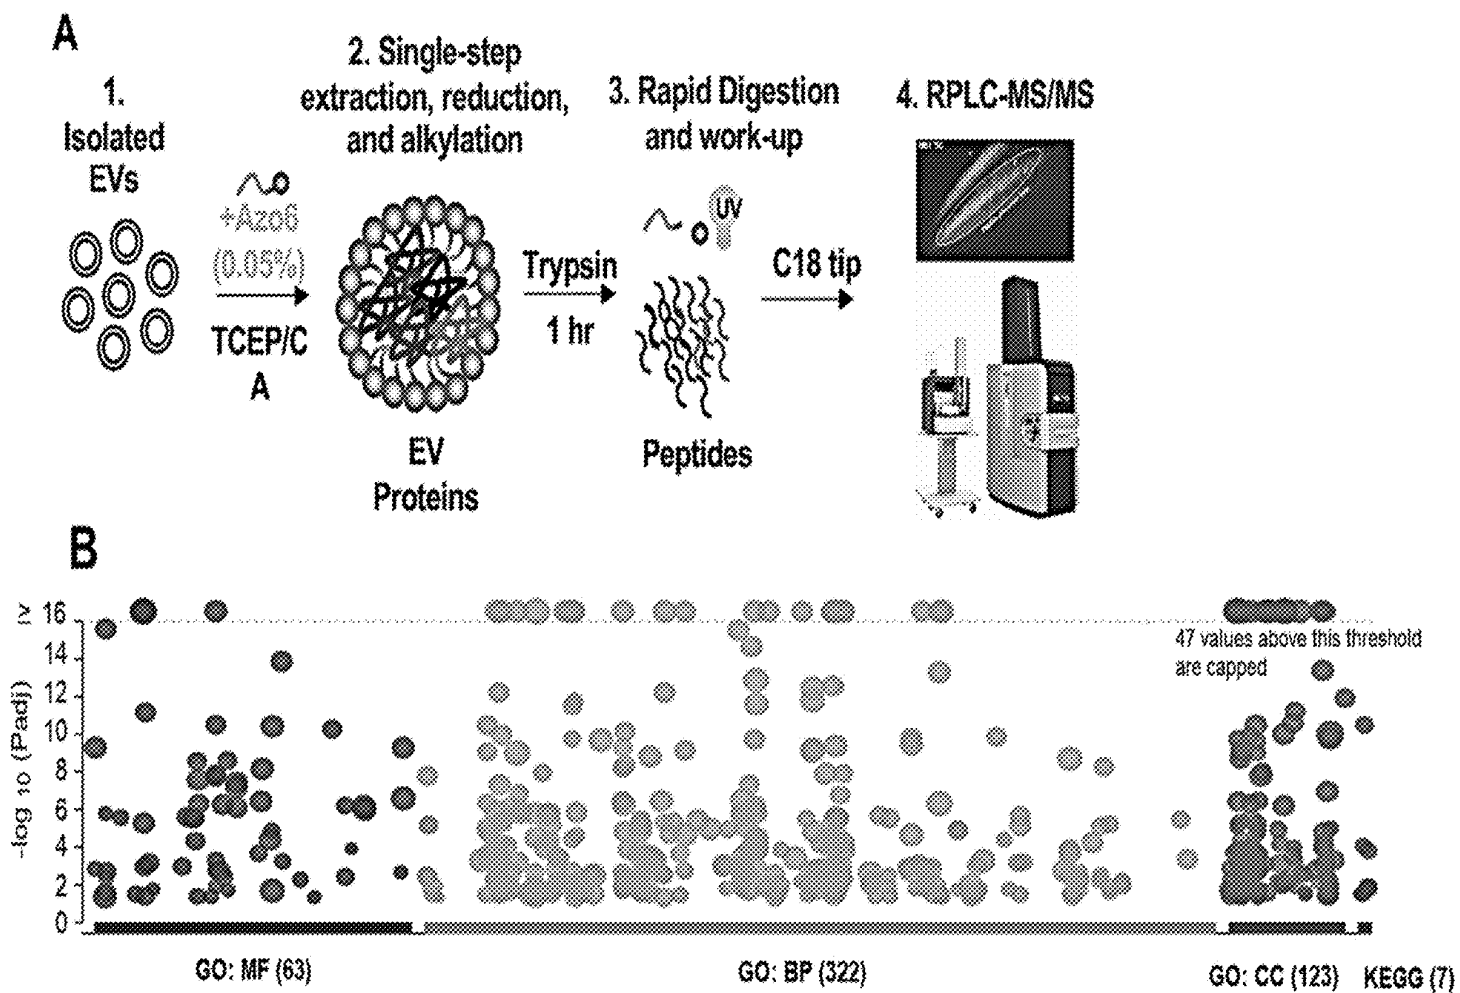 A
1.
Isolated
EVs
+Azo6
(0.05%)
TCEP/C
A
2. Single-step
extraction, reduction,
and alkylation
EV
Proteins
Trypsin
1 hr
3. Rapid Digestion
and work-up
UV
Peptides
C18 tip
4. RPLC-MS/MS
B
-log 10 (Padj)
≥ 16
14
12
10
8
6
4
2
0
47 values above this threshold
are capped
GO: MF (63)
GO: BP (322)
GO: CC (123)
KEGG (7)